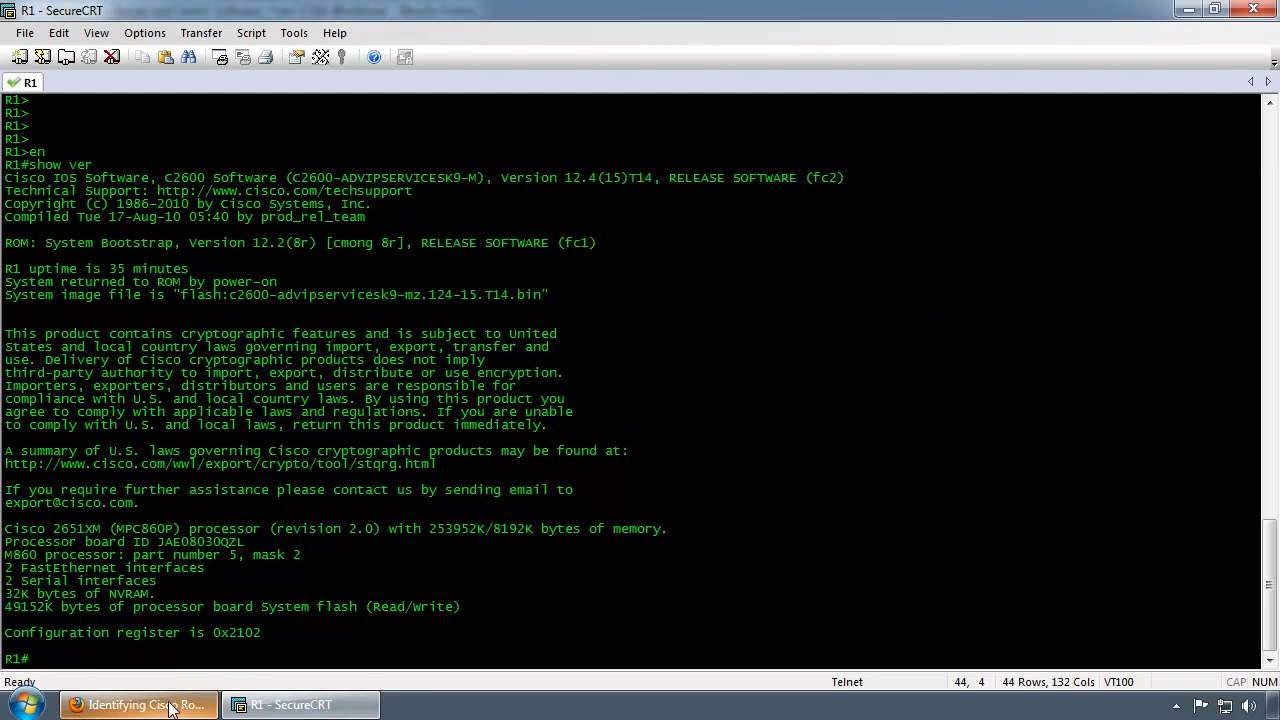 R1 - SecureCRT
File Edit View Options Transfer Script Tools Help
R1
R1>
R1>
R1>
R1>
R1>en
R1#show ver
Cisco IOS Software, C2600 Software (C2600-ADVIPSERVICESK9-M), Version 12.4(15)T14, RELEASE SOFTWARE (fc2)
Technical Support: http://www.cisco.com/techsupport
Copyright (c) 1986-2010 by Cisco Systems, Inc.
Compiled Tue 17-Aug-10 05:40 by prod_rel_team
ROM: System Bootstrap, Version 12.2(8r) [cmong 8r], RELEASE SOFTWARE (fc1)
R1 uptime is 35 minutes
System returned to ROM by power-on
System image file is "flash:c2600-advipservicesk9-mz.124-15.T14.bin"
This product contains cryptographic features and is subject to United
States and local country laws governing import, export, transfer and
use. Delivery of Cisco cryptographic products does not imply
third-party authority to import, export, distribute or use encryption.
Importers, exporters, distributors and users are responsible for
compliance with U.S. and local country laws. By using this product you
agree to comply with applicable laws and regulations. If you are unable
to comply with U.S. and local laws, return this product immediately.
A summary of U.S. laws governing Cisco cryptographic products may be found at:
http://www.cisco.com/wwl/export/crypto/tool/stqrg.html
If you require further assistance please contact us by sending email to
export@cisco.com.
Cisco 2651XM (MPC860P) processor (revision 2.0) with 253952K/8192K bytes of memory.
Processor board ID JAE08030QZL
M860 processor: part number 5, mask 2
2 FastEthernet interfaces
2 Serial interfaces
32K bytes of NVRAM.
49152K bytes of processor board System flash (Read/Write)
Configuration register is 0x2102
R1#
Ready Telnet 44, 4 44 Rows, 132 Cols VT100 CAP NUM
Identifying Cisco Ro... R1 - SecureCRT